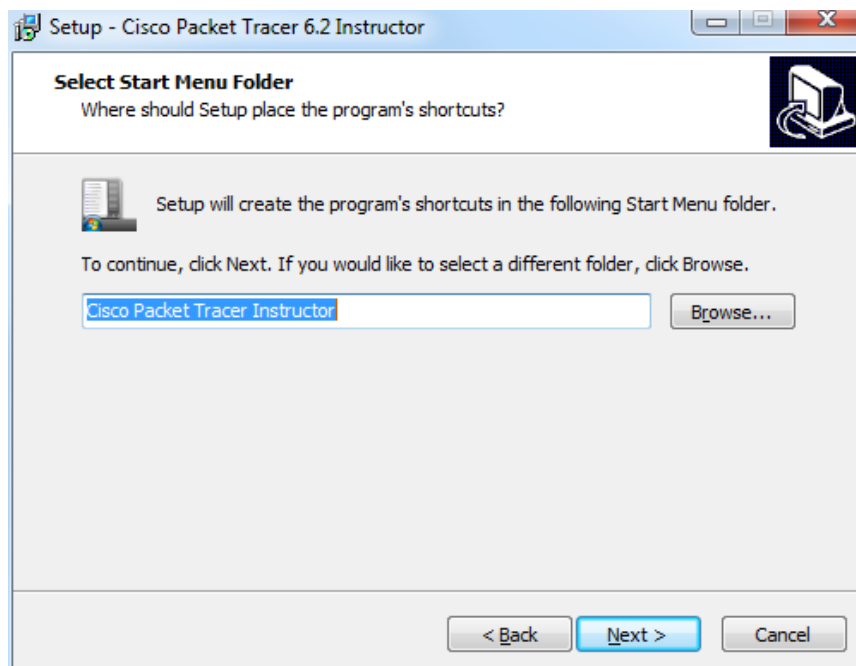 Setup - Cisco Packet Tracer 6.2 Instructor
Select Start Menu Folder
Where should Setup place the program's shortcuts?
Setup will create the program's shortcuts in the following Start Menu folder.
To continue, click Next. If you would like to select a different folder, click Browse.
Cisco Packet Tracer Instructor
Browse...
< Back
Next >
Cancel